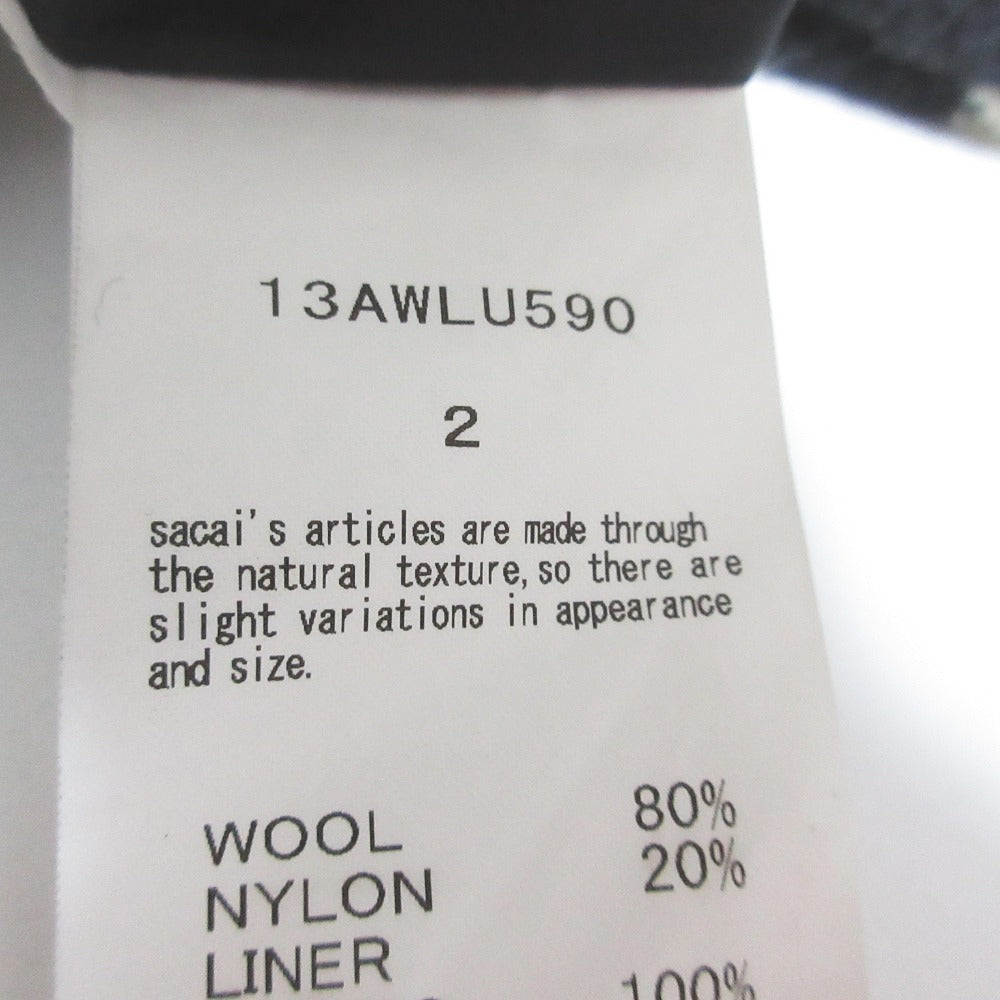 13AWLU590
2
sacai's articles are made through
the natural texture, so there are
slight variations in appearance
and size.
WOOL 80%
NYLON 20%
LINER
100%